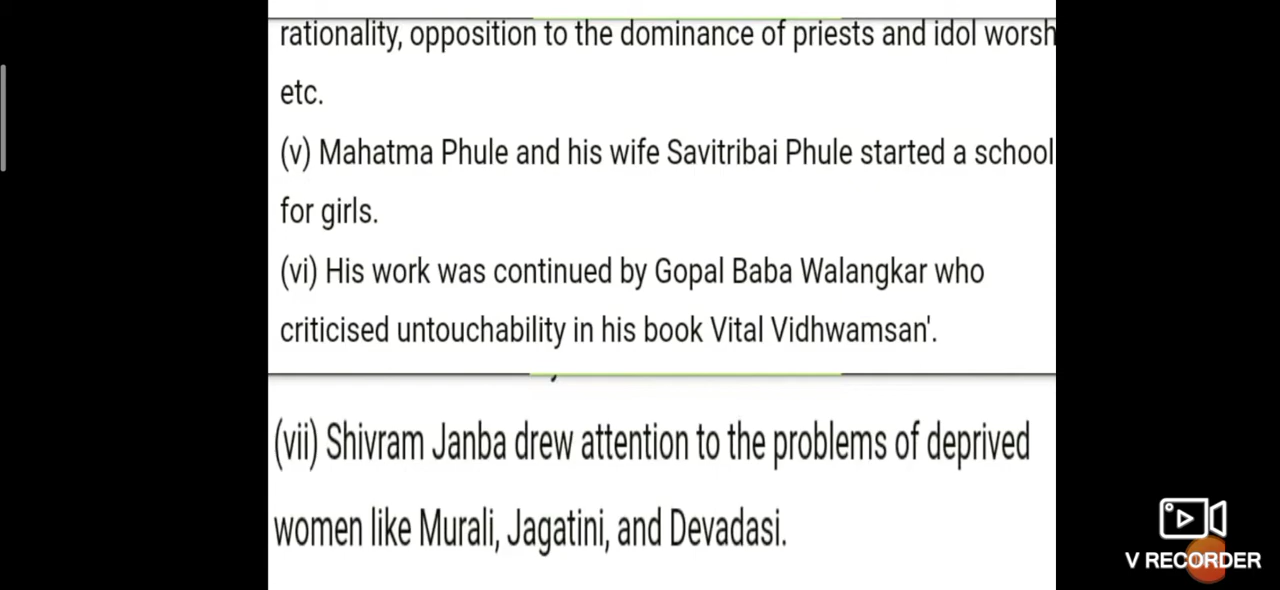 rationality, opposition to the dominance of priests and idol worsh
etc.
(v) Mahatma Phule and his wife Savitribai Phule started a school
for girls.
(vi) His work was continued by Gopal Baba Walangkar who
criticised untouchability in his book Vital Vidhwamsan'.
(vii) Shivram Janba drew attention to the problems of deprived
women like Murali, Jagatini, and Devadasi.
V RECORDER